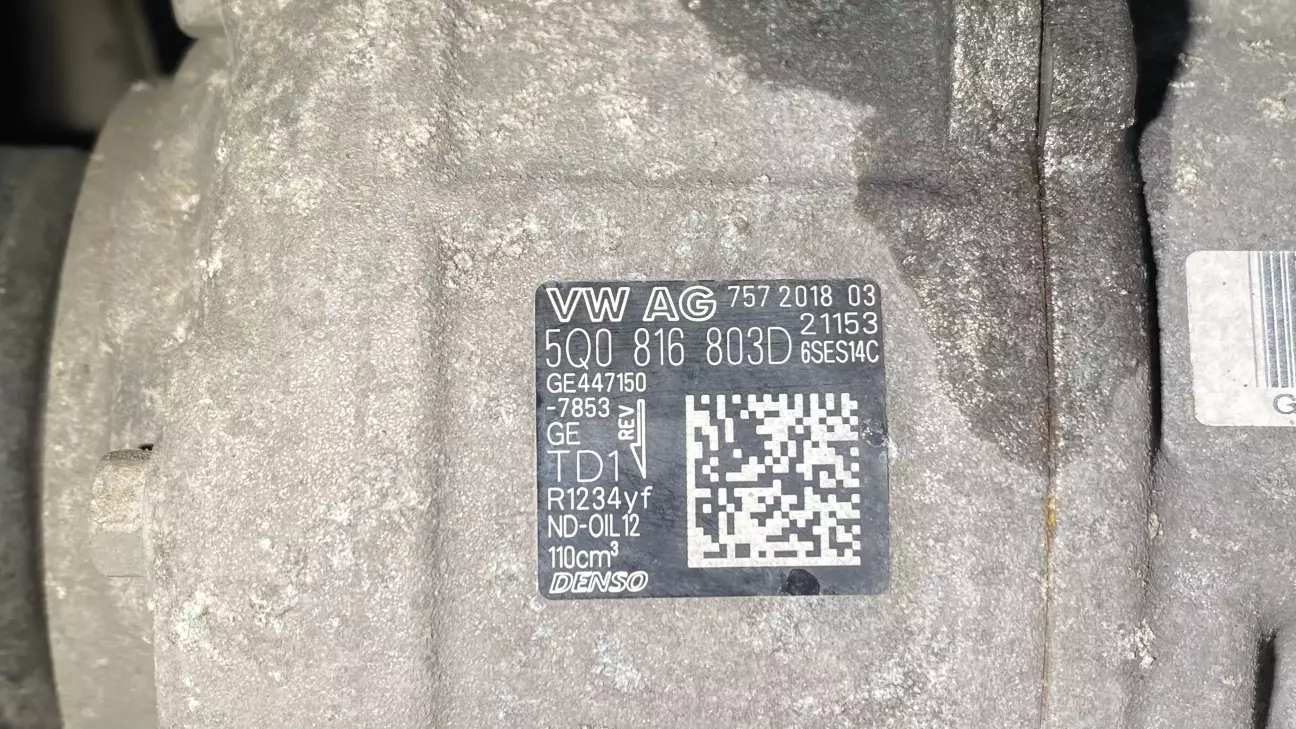 VW AG 757 2018 03
21153
5Q0 816 803D 6SES14C
GE447150
-7853
GE
REV
TD1
R1234yf
ND-OIL12
110cm³
DENSO
G